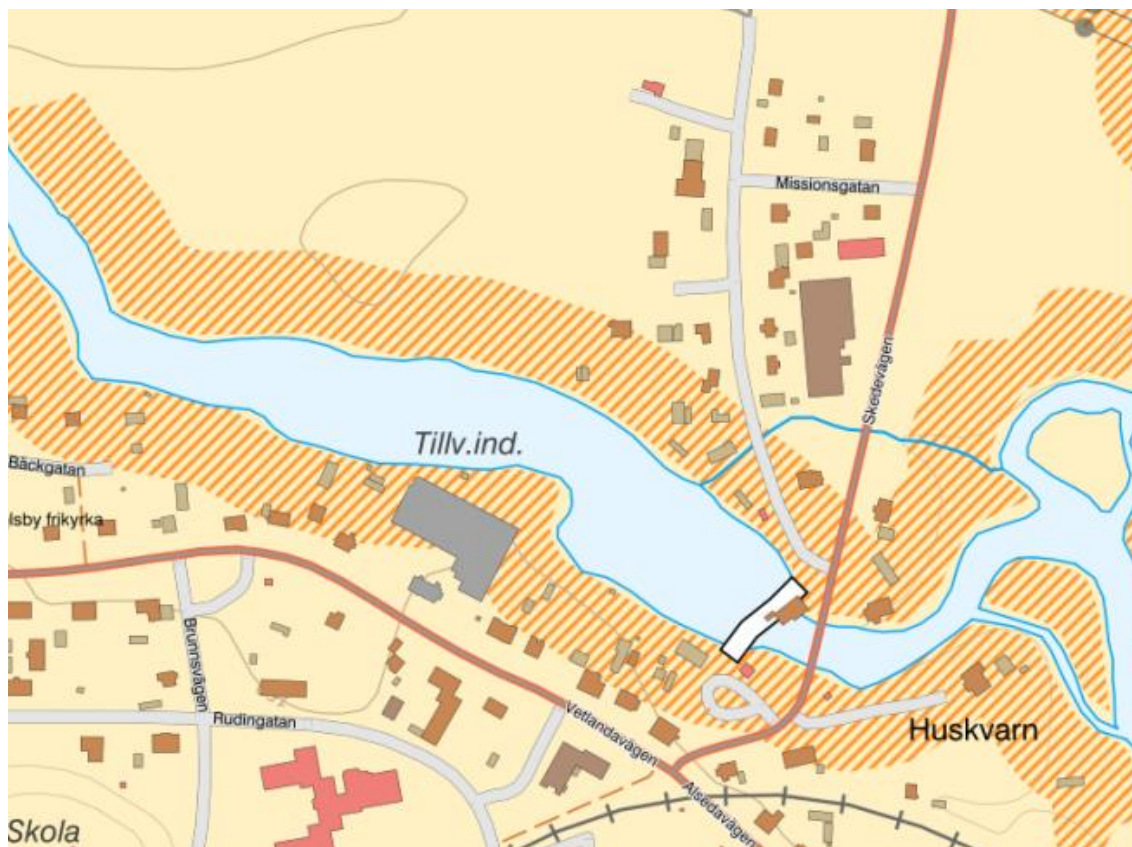 Missionsgatan
Skedevägen
Tillv.ind.
Bäckgatan
lsby frikyrka
Brunnsvägen
Rudingatan
Vetlandavägen
Huskvarn
Alsedavägen
Skola